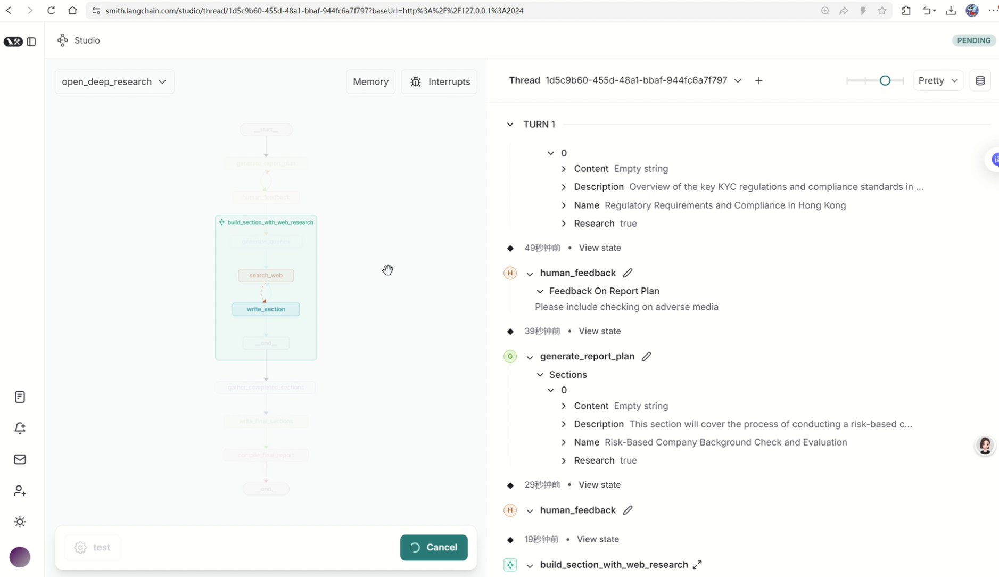 smith.langchain.com/studio/thread/1d5c9b60-455d-48a1-bbaf-944fc6a7f797?baseUrl=http%3A%2F%2F127.0.0.1%3A2024
Studio
PENDING
open_deep_research
Memory
Interrupts
__start__
generate_report_plan
human_feedback
build_section_with_web_research
generate_queries
search_web
write_section
__end__
gather_completed_sections
write_final_sections
compile_final_report
__end__
test
Cancel
Thread 1d5c9b60-455d-48a1-bbaf-944fc6a7f797
Pretty
TURN 1
0
Content Empty string
Description Overview of the key KYC regulations and compliance standards in ...
Name Regulatory Requirements and Compliance in Hong Kong
Research true
49秒钟前 • View state
H human_feedback
Feedback On Report Plan
Please include checking on adverse media
39秒钟前 • View state
G generate_report_plan
Sections
0
Content Empty string
Description This section will cover the process of conducting a risk-based c...
Name Risk-Based Company Background Check and Evaluation
Research true
29秒钟前 • View state
H human_feedback
19秒钟前 • View state
build_section_with_web_research